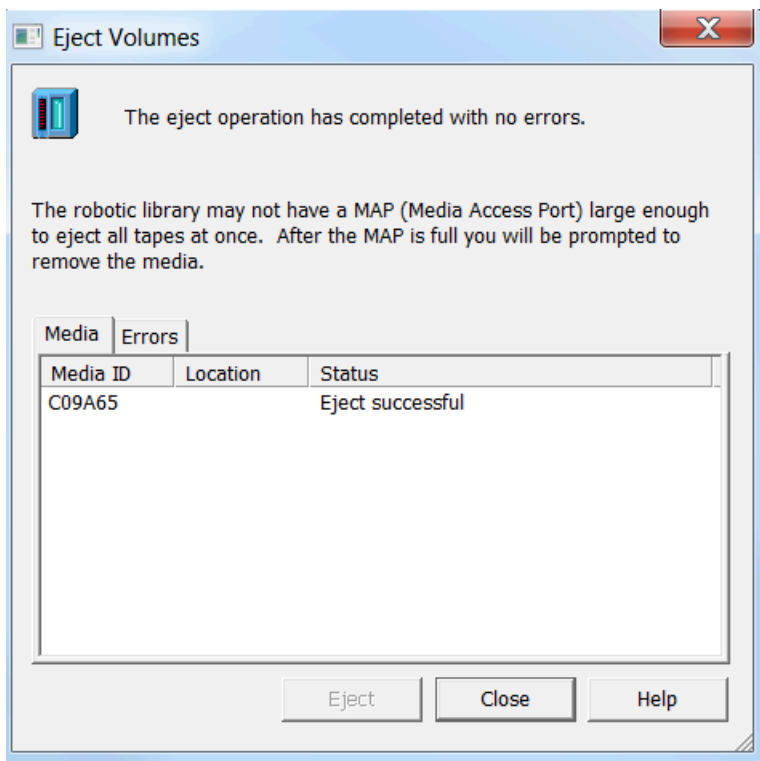 Eject Volumes
The eject operation has completed with no errors.
The robotic library may not have a MAP (Media Access Port) large enough
to eject all tapes at once.  After the MAP is full you will be prompted to
remove the media.
Media Errors
Media ID Location Status
C09A65 Eject successful
Eject Close Help